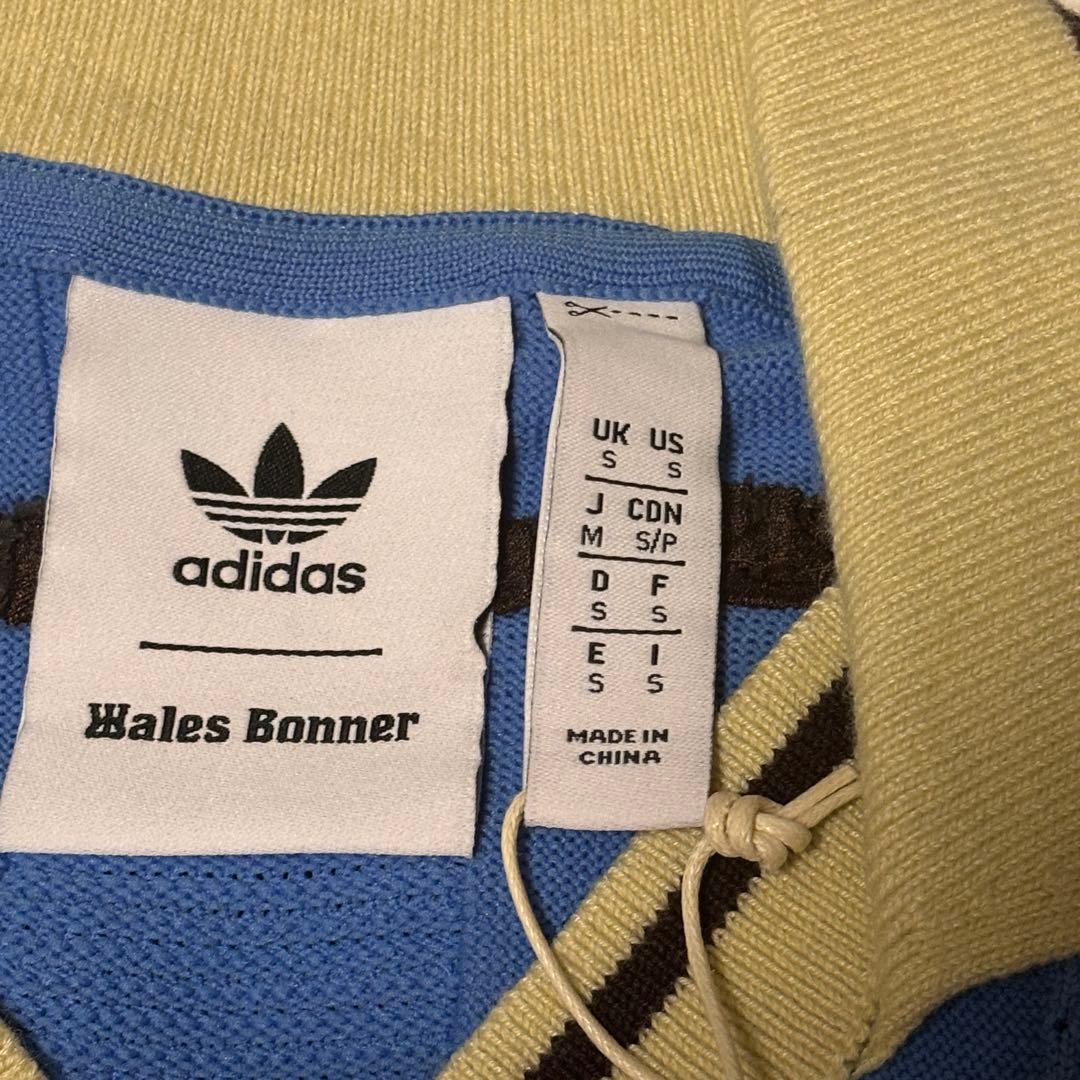 adidas
Wales Bonner
UK US
S S
J CDN
M S/P
D F
S S
E I
S S
MADE IN
CHINA